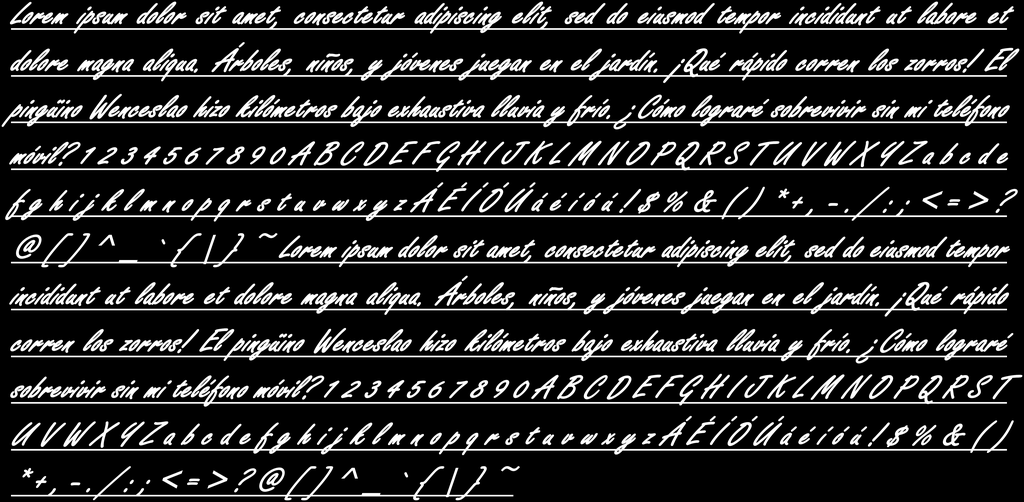 Lorem ipsum dolor sit amet, consectetur adipiscing elit, sed do eiusmod tempor incididunt ut labore et
dolore magna aliqua. Árboles, niños, y jóvenes juegan en el jardín. ¡Qué rápido corren los zorros! El
pingüino Wenceslao hizo kilómetros bajo exhaustiva lluvia y frío. ¿Cómo lograré sobrevivir sin mi teléfono
móvil? 1 2 3 4 5 6 7 8 9 0 A B C D E F G H I J K L M N O P Q R S T U V W X Y Z a b c d e
f g h i j k l m n o p q r s t u v w x y z Á É Í Ó Ú á é í ó ú ! $ % & ( ) * + , - . / : ; < = > ?
@ [ ] ^ _ ` { | } ~ Lorem ipsum dolor sit amet, consectetur adipiscing elit, sed do eiusmod tempor
incididunt ut labore et dolore magna aliqua. Árboles, niños, y jóvenes juegan en el jardín. ¡Qué rápido
corren los zorros! El pingüino Wenceslao hizo kilómetros bajo exhaustiva lluvia y frío. ¿Cómo lograré
sobrevivir sin mi teléfono móvil? 1 2 3 4 5 6 7 8 9 0 A B C D E F G H I J K L M N O P Q R S T
U V W X Y Z a b c d e f g h i j k l m n o p q r s t u v w x y z Á É Í Ó Ú á é í ó ú ! $ % & ( )
* + , - . / : ; < = > ? @ [ ] ^ _ ` { | } ~